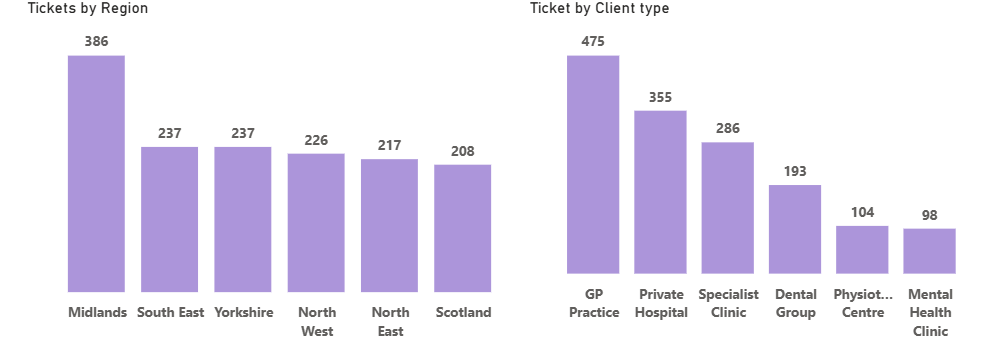 Tickets by Region
386
237
237
226
217
208
Midlands
South East
Yorkshire
North
West
North
East
Scotland
Ticket by Client type
475
355
286
193
104
98
GP
Practice
Private
Hospital
Specialist
Clinic
Dental
Group
Physiot...
Centre
Mental
Health
Clinic